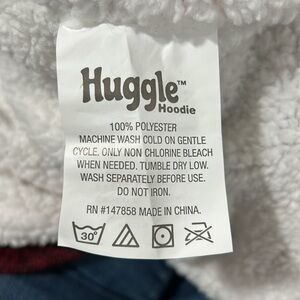 Huggle™
Hoodie
100% POLYESTER
MACHINE WASH COLD ON GENTLE
CYCLE. ONLY NON CHLORINE BLEACH
WHEN NEEDED. TUMBLE DRY LOW.
WASH SEPARATELY BEFORE USE.
DO NOT IRON.
RN #147858 MADE IN CHINA.
30°